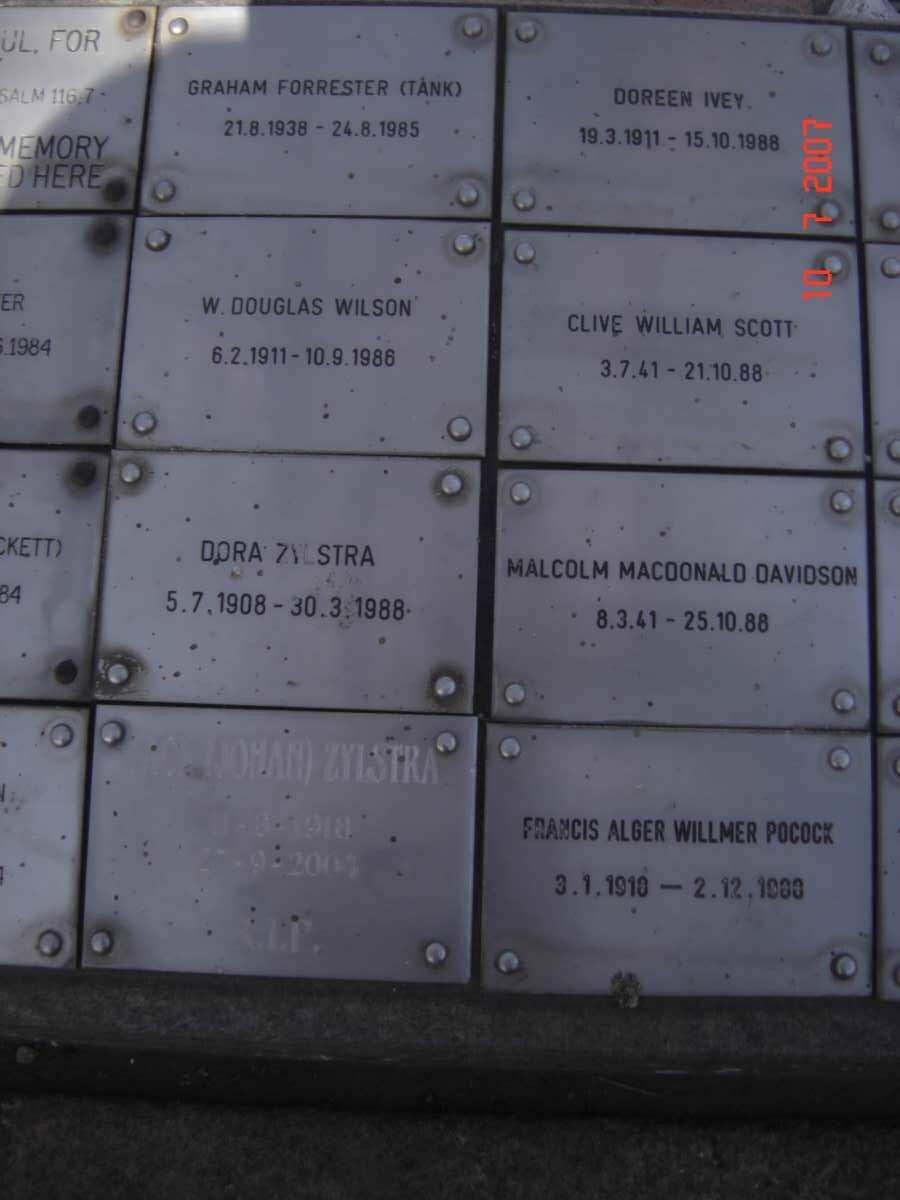 UL, FOR
PSALM 116:7
MEMORY
ED HERE
GRAHAM FORRESTER (TANK)
21.8.1938 - 24.8.1985
DOREEN IVEY
19.3.1911 - 15.10.1988
ER
.1984
W. DOUGLAS WILSON
6.2.1911 - 10.9.1986
CLIVE WILLIAM SCOTT
3.7.41 - 21.10.88
CKETT)
84
DORA ZYLSTRA
5.7.1908 - 30.3.1988
MALCOLM MACDONALD DAVIDSON
8.3.41 - 25.10.88
N
4
(JOHAN) ZYLSTRA
R.I.P.
FRANCIS ALGER WILLMER POCOCK
3.1.1910 — 2.12.1988
10 7 2007